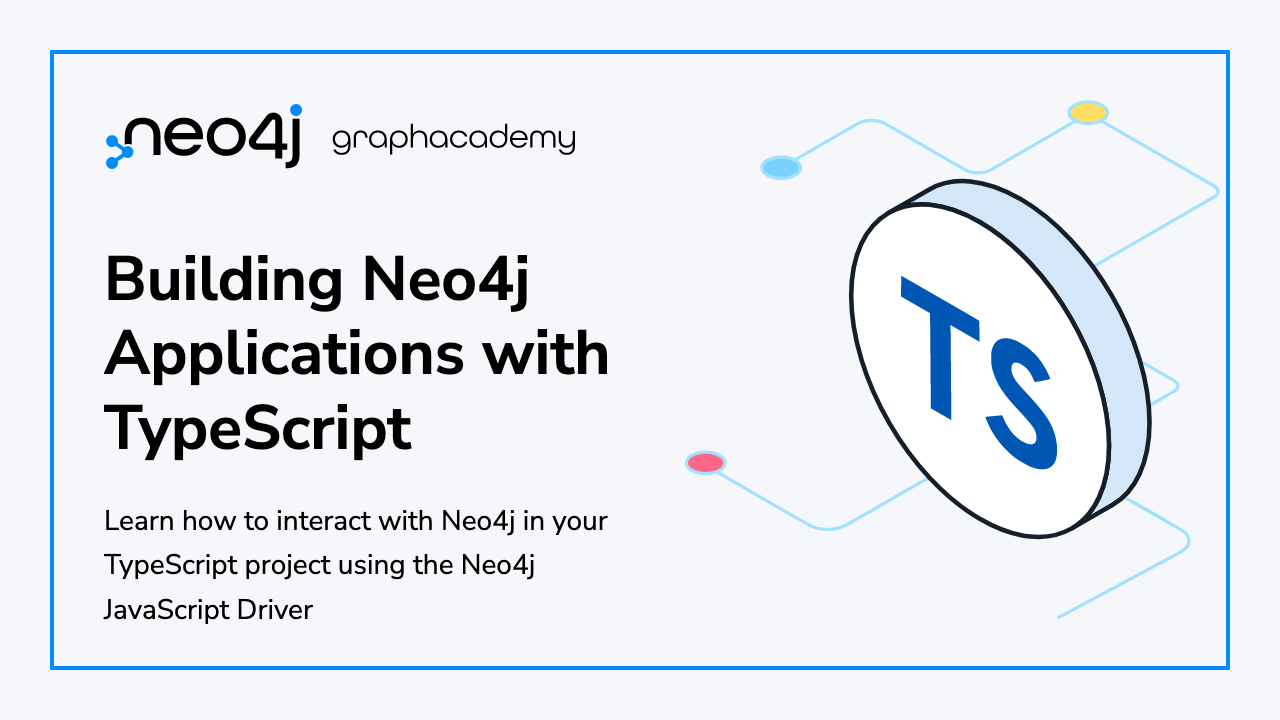 neo4j graphacademy
Building Neo4j
Applications with
TypeScript
Learn how to interact with Neo4j in your
TypeScript project using the Neo4j
JavaScript Driver
TS